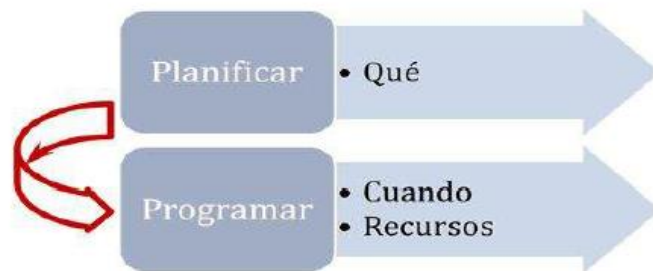 Planificar
• Qué
Programar
• Cuando
• Recursos